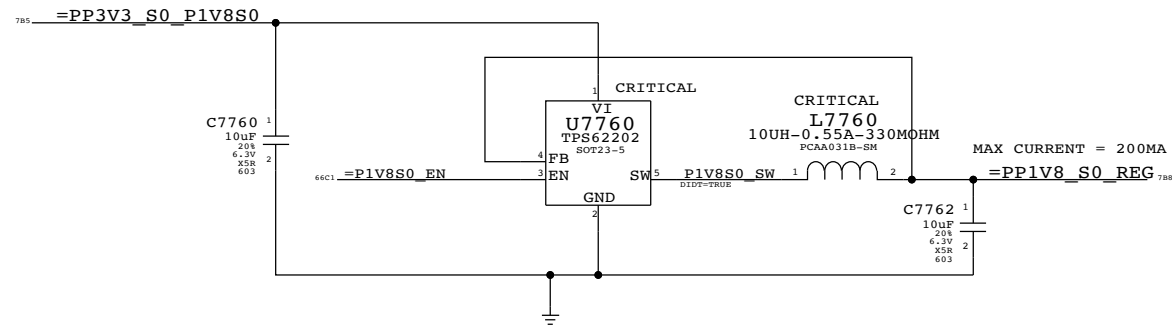 7B5 =PP3V3_S0_P1V8S0
CRITICAL
1
VI
U7760
TPS62202
SOT23-5
4 FB
66C1 =P1V8S0_EN 3 EN
SW 5 P1V8S0_SW
DIDT=TRUE
GND
2
C7760 1
10uF
20%
6.3V 2
X5R
603
CRITICAL
L7760
10UH-0.55A-330MOHM
PCAA031B-SM
1 2
MAX CURRENT = 200MA
=PP1V8_S0_REG 7B8
C7762 1
10uF
20%
6.3V 2
X5R
603